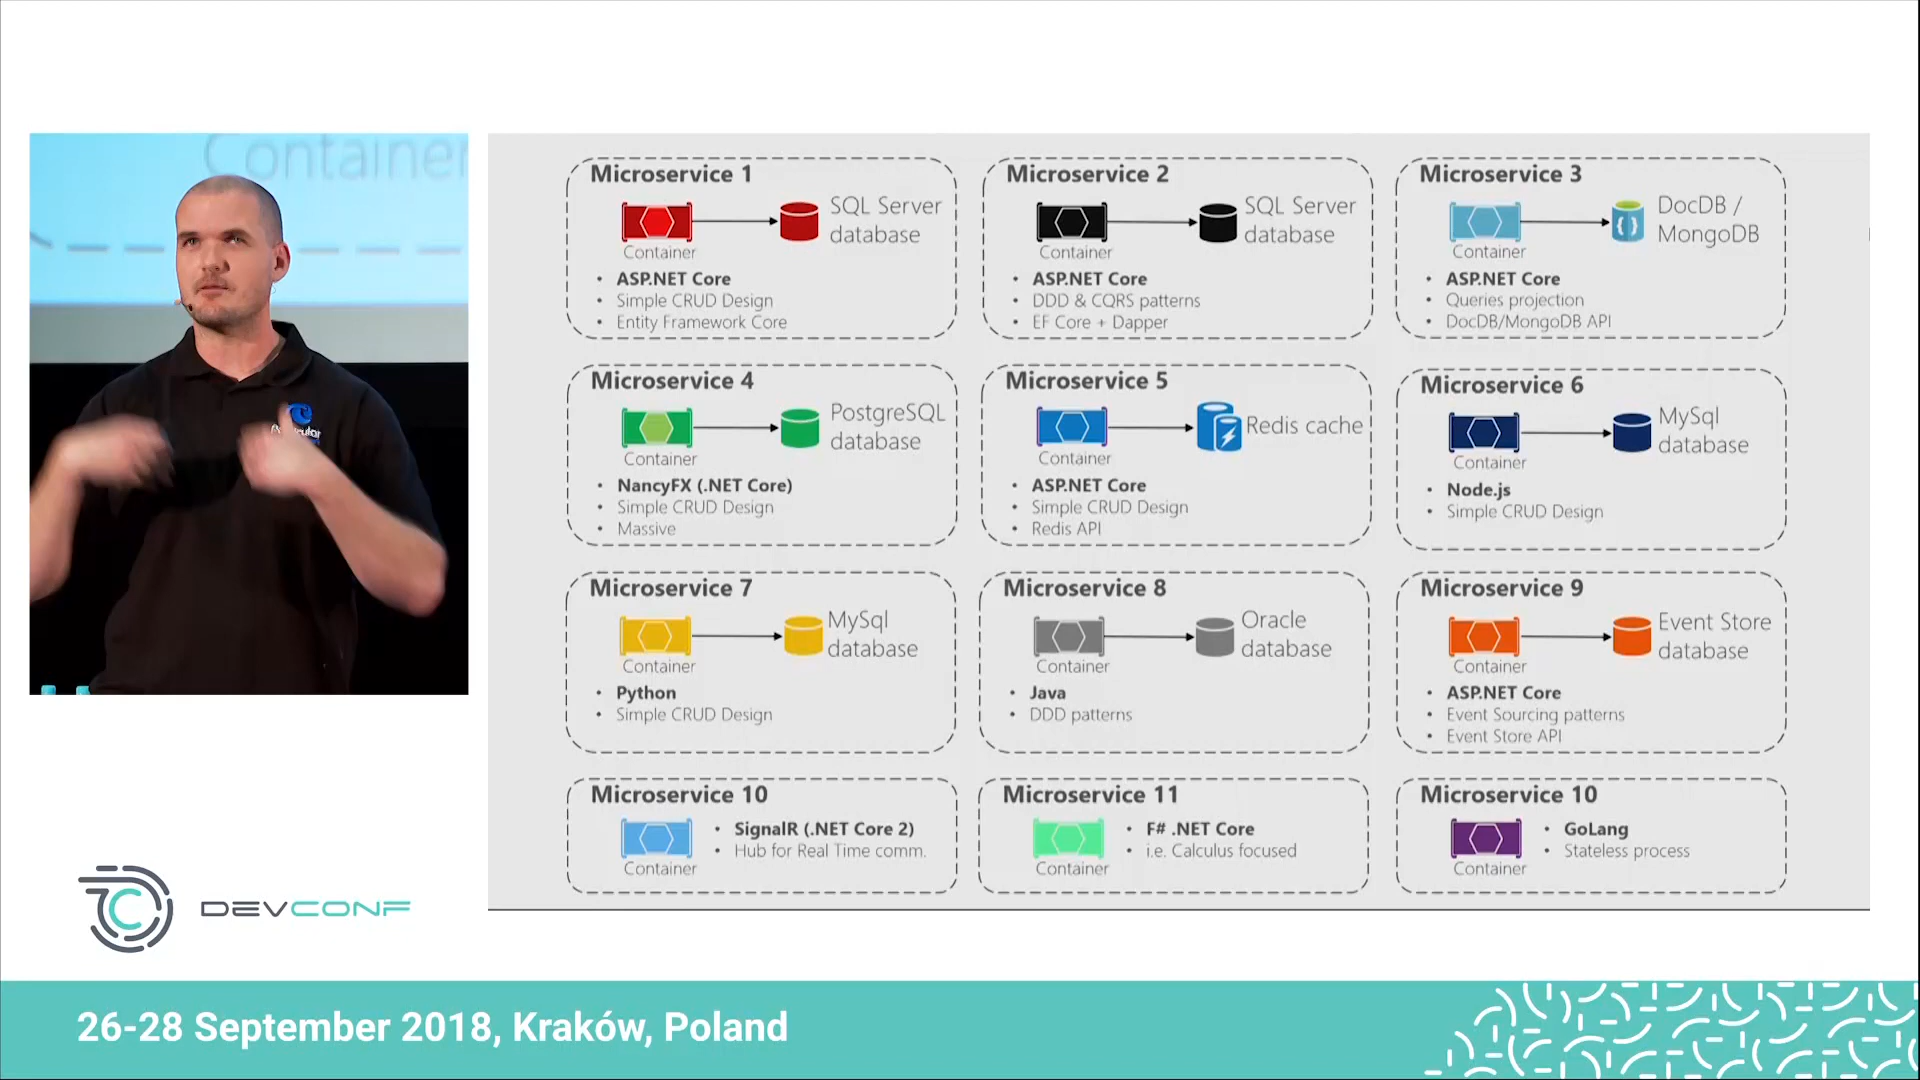 Container
Microservice 1
SQL Server
database
Container
• ASP.NET Core
• Simple CRUD Design
• Entity Framework Core
Microservice 2
SQL Server
database
Container
• ASP.NET Core
• DDD & CQRS patterns
• EF Core + Dapper
Microservice 3
DocDB /
MongoDB
Container
• ASP.NET Core
• Queries projection
• DocDB/MongoDB API
Microservice 4
PostgreSQL
database
Container
• NancyFX (.NET Core)
• Simple CRUD Design
• Massive
Microservice 5
Redis cache
Container
• ASP.NET Core
• Simple CRUD Design
• Redis API
Microservice 6
MySql
database
Container
• Node.js
• Simple CRUD Design
Microservice 7
MySql
database
Container
• Python
• Simple CRUD Design
Microservice 8
Oracle
database
Container
• Java
• DDD patterns
Microservice 9
Event Store
database
Container
• ASP.NET Core
• Event Sourcing patterns
• Event Store API
Microservice 10
Container
• SignalR (.NET Core 2)
• Hub for Real Time comm.
Microservice 11
Container
• F# .NET Core
• i.e. Calculus focused
Microservice 10
Container
• GoLang
• Stateless process
DEVCONF
26-28 September 2018, Kraków, Poland